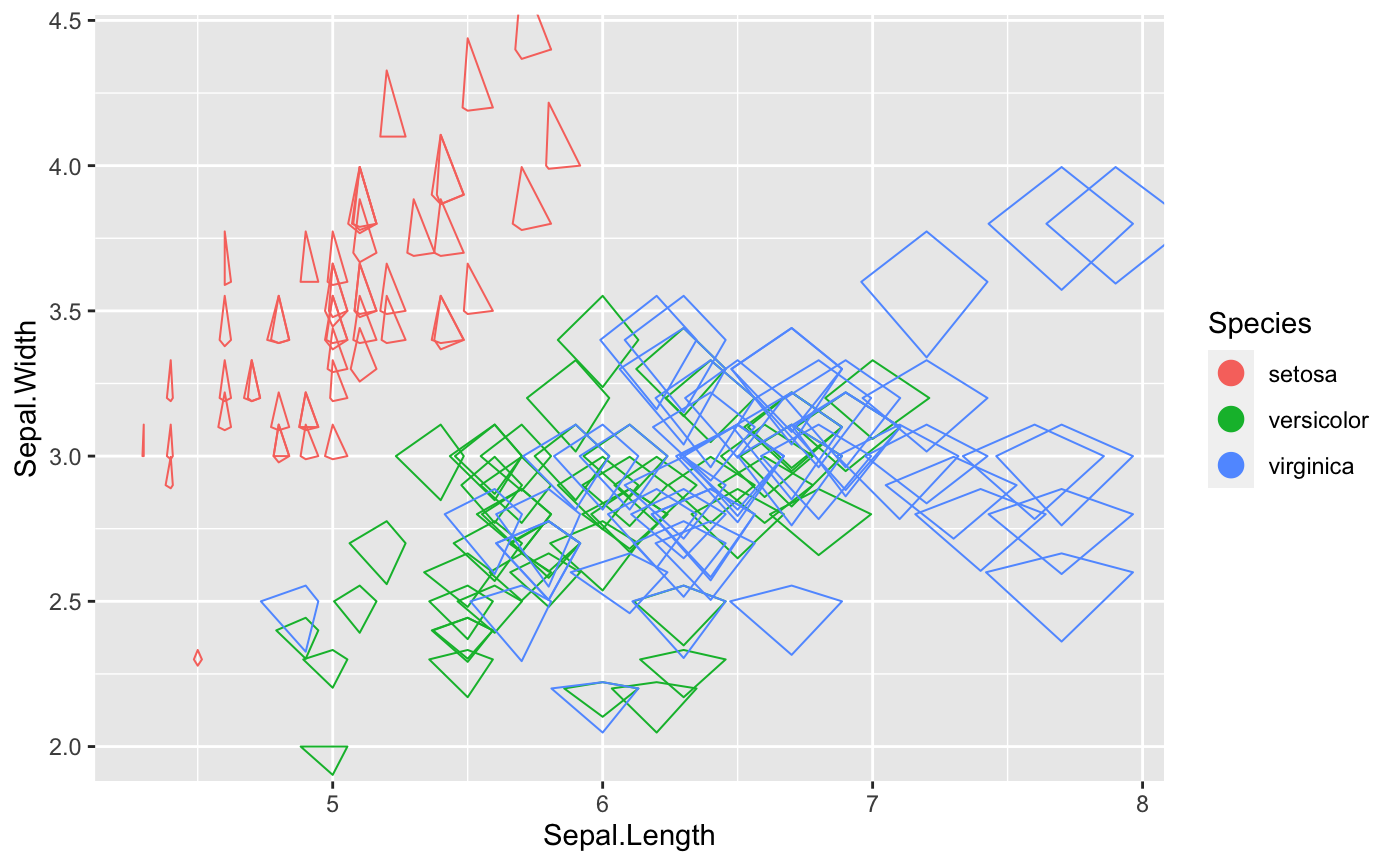 4.5
4.0
3.5
3.0
2.5
2.0
Sepal.Width
5 6 7 8
Sepal.Length
Species
setosa
versicolor
virginica